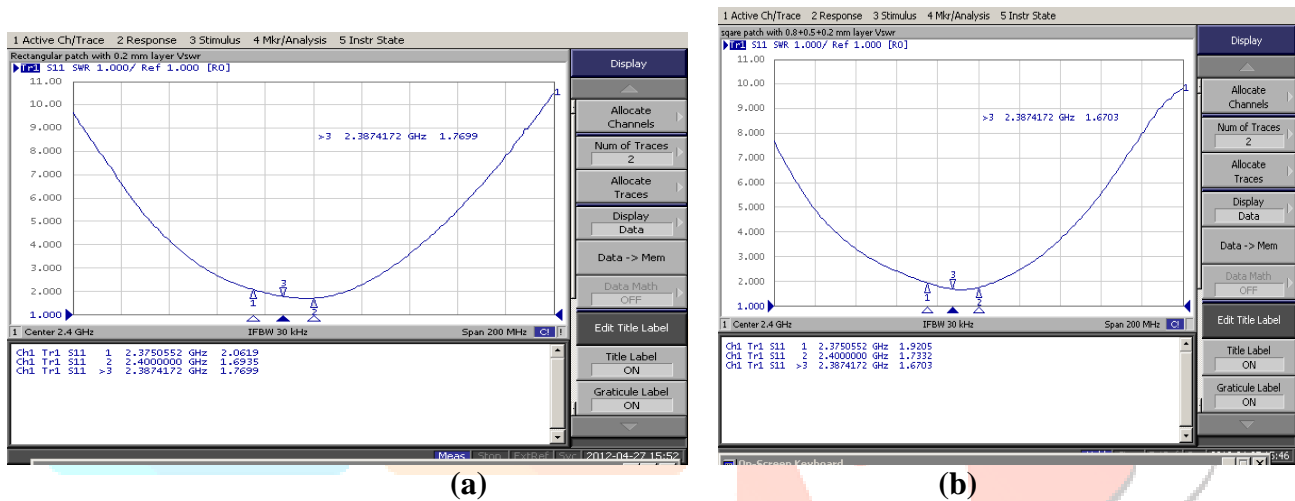 1 Active Ch/Trace 2 Response 3 Stimulus 4 Mkr/Analysis 5 Instr State
Rectangular patch with 0.2 mm layer Vswr
Tr1 S11 SWR 1.000/ Ref 1.000 [R0]
11.00
10.00
9.000
8.000
7.000
6.000
5.000
4.000
3.000
2.000
1.000
>3 2.3874172 GHz 1.7699
1
3
1
2
1 Center 2.4 GHz IFBW 30 kHz Span 200 MHz C! !
Ch1 Tr1 S11 1 2.3750552 GHz 2.0619
Ch1 Tr1 S11 2 2.4000000 GHz 1.6935
Ch1 Tr1 S11 >3 2.3874172 GHz 1.7699
Display
Allocate
Channels
Num of Traces
2
Allocate
Traces
Display
Data
Data -> Mem
Data Math
OFF
Edit Title Label
Title Label
ON
Graticule Label
ON
Meas Stop ExtRef Svc 2012-04-27 15:52
(a)
1 Active Ch/Trace 2 Response 3 Stimulus 4 Mkr/Analysis 5 Instr State
sqare patch with 0.8+0.5+0.2 mm layer Vswr
Tr1 S11 SWR 1.000/ Ref 1.000 [R0]
11.00
10.00
9.000
8.000
7.000
6.000
5.000
4.000
3.000
2.000
1.000
>3 2.3874172 GHz 1.6703
1
3
1
2
1 Center 2.4 GHz IFBW 30 kHz Span 200 MHz C!
Ch1 Tr1 S11 1 2.3750552 GHz 1.9205
Ch1 Tr1 S11 2 2.4000000 GHz 1.7332
Ch1 Tr1 S11 >3 2.3874172 GHz 1.6703
Display
Allocate
Channels
Num of Traces
2
Allocate
Traces
Display
Data
Data -> Mem
Data Math
OFF
Edit Title Label
Title Label
ON
Graticule Label
ON
On-Screen Keyboard
5:46
(b)